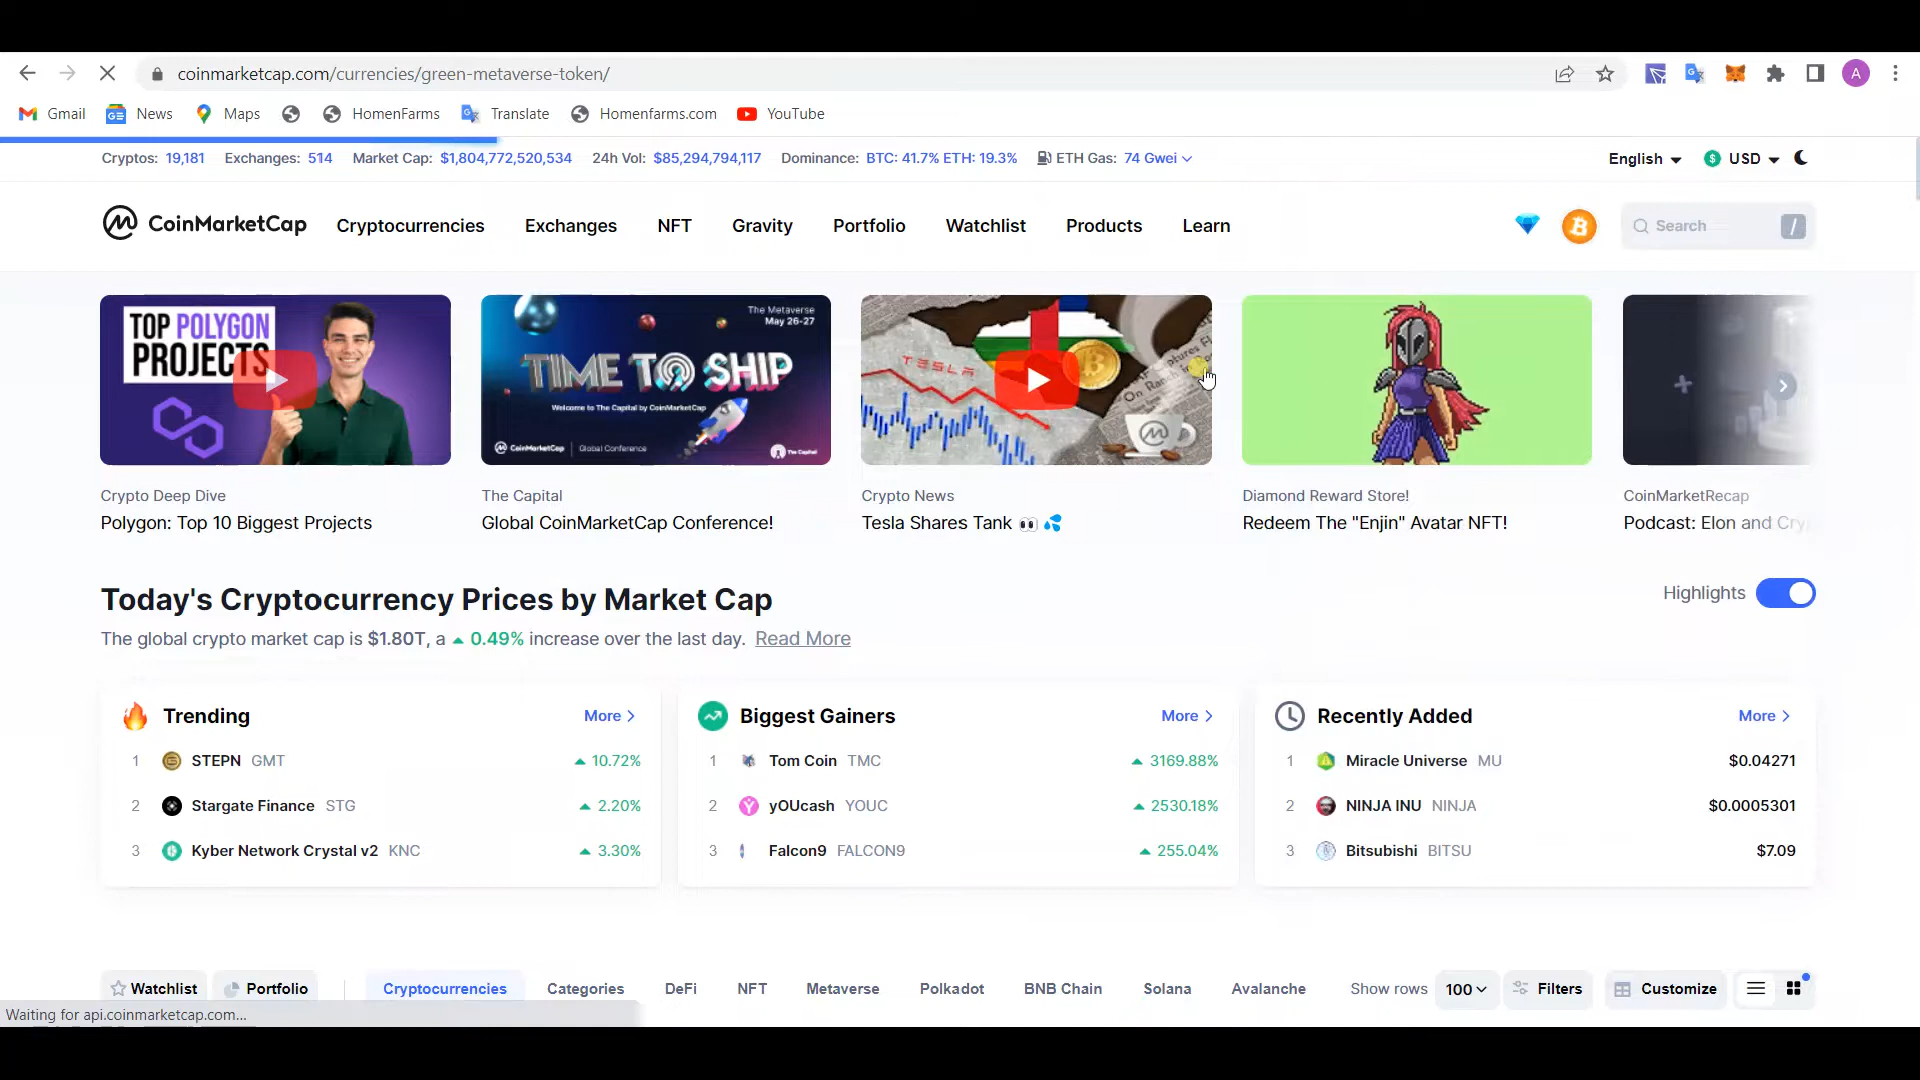 coinmarketcap.com/currencies/green-metaverse-token/
A
Gmail News Maps HomenFarms Translate Homenfarms.com YouTube
Cryptos: 19,181 Exchanges: 514 Market Cap: $1,804,772,520,534 24h Vol: $85,294,794,117 Dominance: BTC: 41.7% ETH: 19.3% ETH Gas: 74 Gwei English USD
CoinMarketCap Cryptocurrencies Exchanges NFT Gravity Portfolio Watchlist Products Learn Search /
TOP POLYGON
PROJECTS
The Metaverse
May 26-27
TIME TO SHIP
Welcome to The Capital by CoinMarketCap
CoinMarketCap Global Conference The Capital
TESLA
Crypto Deep Dive
Polygon: Top 10 Biggest Projects
The Capital
Global CoinMarketCap Conference!
Crypto News
Tesla Shares Tank 👀 💦
Diamond Reward Store!
Redeem The "Enjin" Avatar NFT!
CoinMarketRecap
Podcast: Elon and Cry
Today's Cryptocurrency Prices by Market Cap
Highlights
The global crypto market cap is $1.80T, a 0.49% increase over the last day. Read More
Trending More
1 STEPN GMT 10.72%
2 Stargate Finance STG 2.20%
3 Kyber Network Crystal v2 KNC 3.30%
Biggest Gainers More
1 Tom Coin TMC 3169.88%
2 yOUcash YOUC 2530.18%
3 Falcon9 FALCON9 255.04%
Recently Added More
1 Miracle Universe MU $0.04271
2 NINJA INU NINJA $0.0005301
3 Bitsubishi BITSU $7.09
Watchlist Portfolio Cryptocurrencies Categories DeFi NFT Metaverse Polkadot BNB Chain Solana Avalanche Show rows 100 Filters Customize
Waiting for api.coinmarketcap.com...